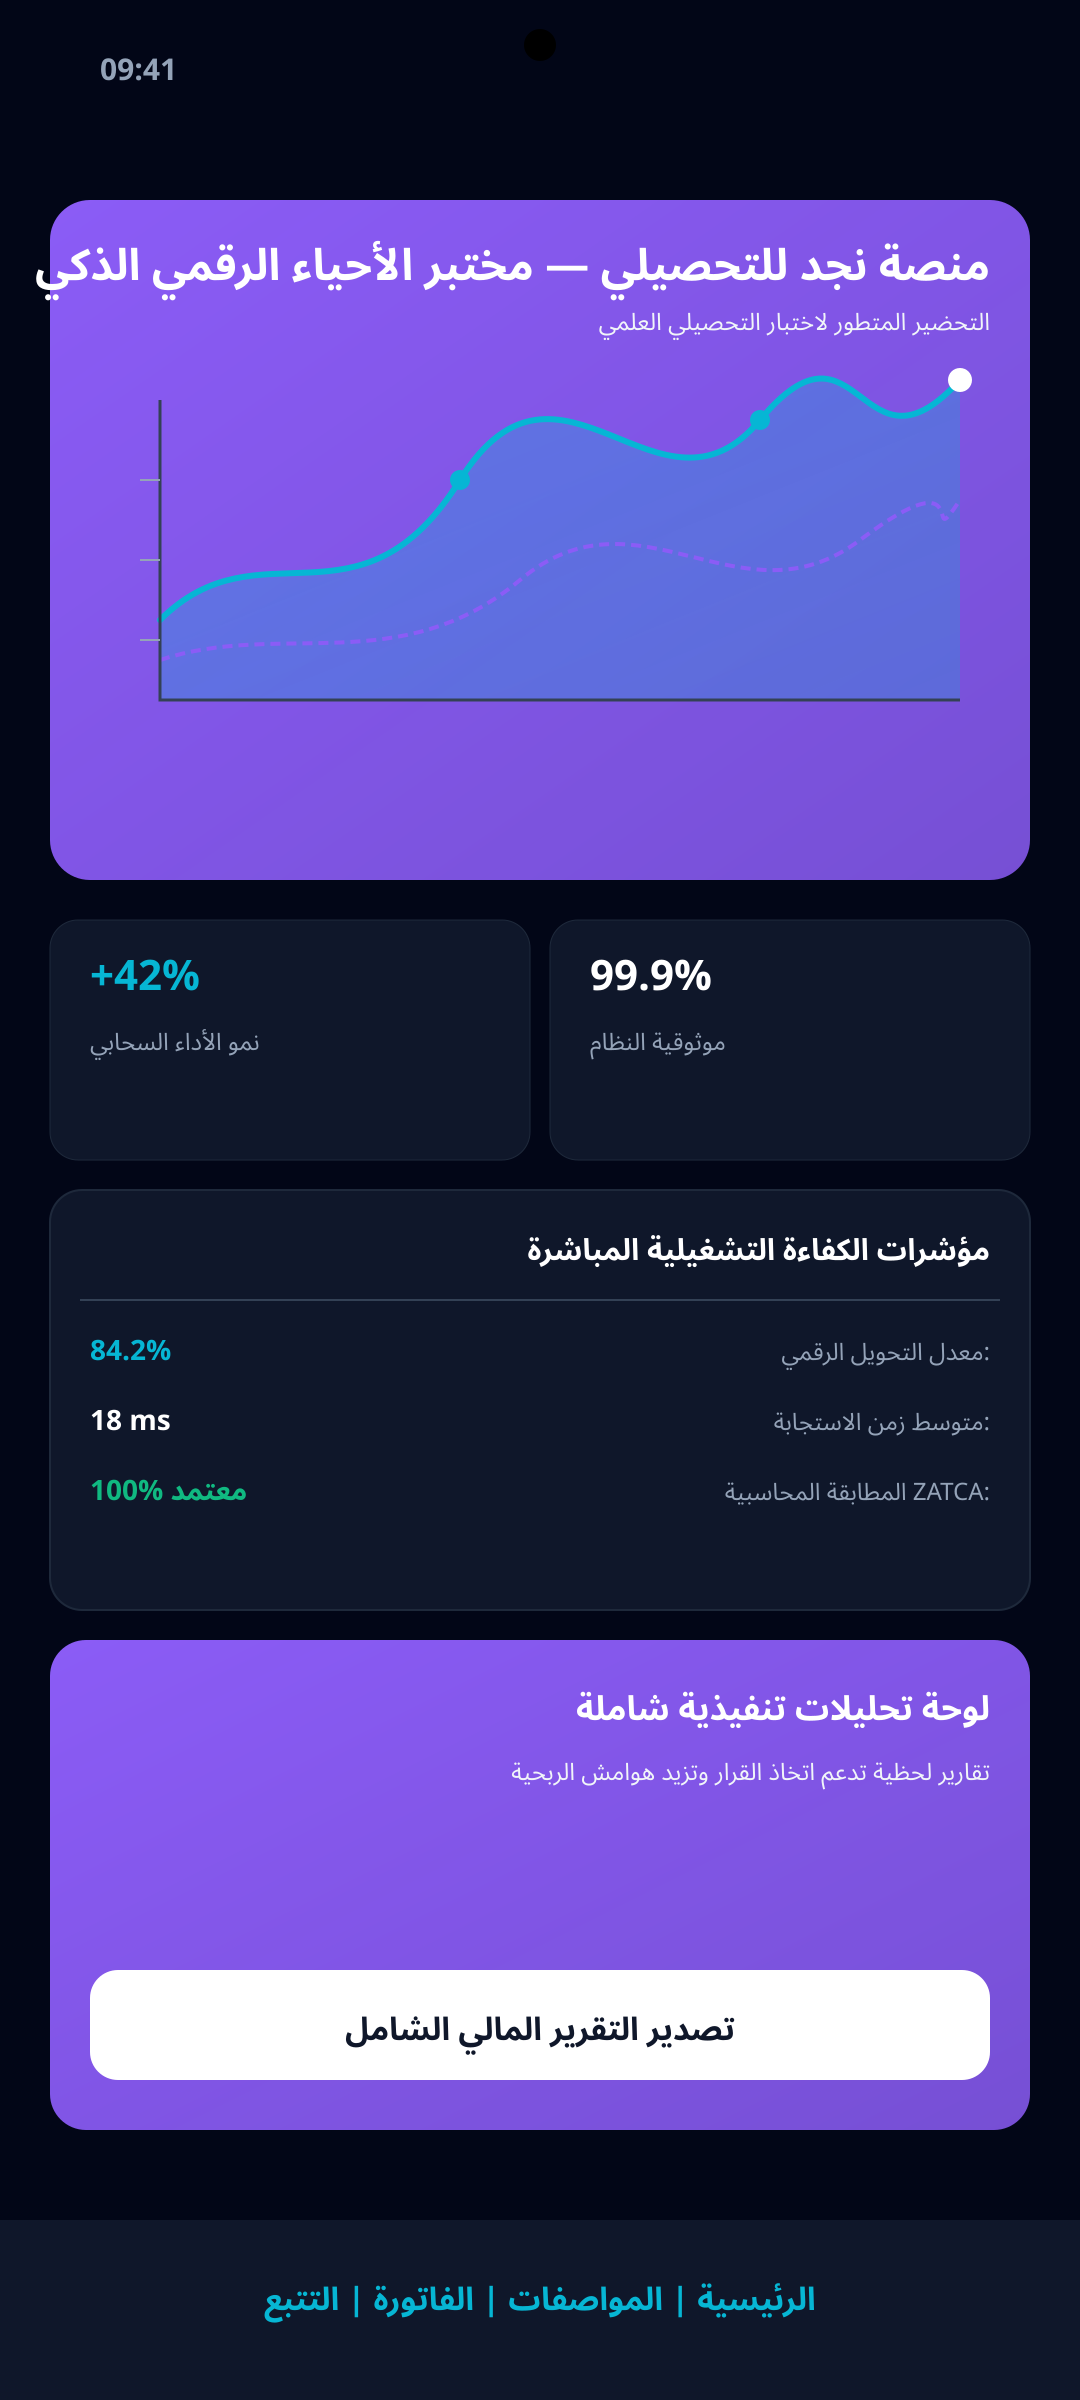 09:41
منصة نجد للتحصيلي — مختبر الأحياء الرقمي الذكي
التحضير المتطور لاختبار التحصيلي العلمي
99.9%
موثوقية النظام
+42%
نمو الأداء السحابي
مؤشرات الكفاءة التشغيلية المباشرة
معدل التحويل الرقمي:
84.2%
متوسط زمن الاستجابة:
18 ms
المطابقة المحاسبية ZATCA:
100% معتمد
لوحة تحليلات تنفيذية شاملة
تقارير لحظية تدعم اتخاذ القرار وتزيد هوامش الربحية
تصدير التقرير المالي الشامل
الرئيسية | المواصفات | الفاتورة | التتبع